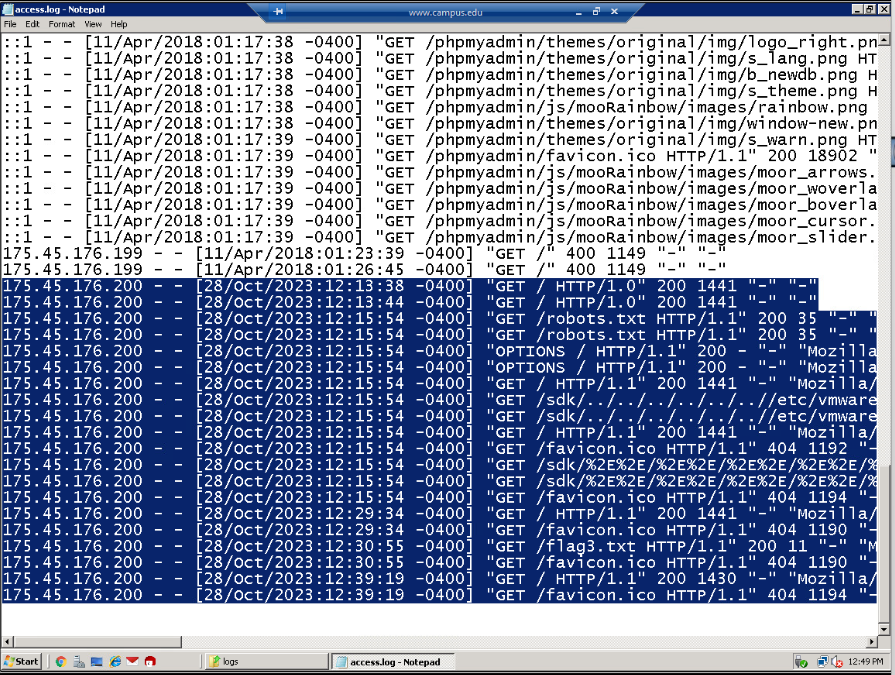 access.log - Notepad
www.campus.edu
File Edit Format View Help
::1 - - [11/Apr/2018:01:17:38 -0400] "GET /phpmyadmin/themes/original/img/logo_right.pn
::1 - - [11/Apr/2018:01:17:38 -0400] "GET /phpmyadmin/themes/original/img/s_lang.png HT
::1 - - [11/Apr/2018:01:17:38 -0400] "GET /phpmyadmin/themes/original/img/b_newdb.png H
::1 - - [11/Apr/2018:01:17:38 -0400] "GET /phpmyadmin/themes/original/img/s_theme.png H
::1 - - [11/Apr/2018:01:17:38 -0400] "GET /phpmyadmin/js/mooRainbow/images/rainbow.png
::1 - - [11/Apr/2018:01:17:38 -0400] "GET /phpmyadmin/themes/original/img/window-new.pn
::1 - - [11/Apr/2018:01:17:39 -0400] "GET /phpmyadmin/themes/original/img/s_warn.png HT
::1 - - [11/Apr/2018:01:17:39 -0400] "GET /phpmyadmin/favicon.ico HTTP/1.1" 200 18902 "
::1 - - [11/Apr/2018:01:17:39 -0400] "GET /phpmyadmin/js/mooRainbow/images/moor_arrows.
::1 - - [11/Apr/2018:01:17:39 -0400] "GET /phpmyadmin/js/mooRainbow/images/moor_woverla
::1 - - [11/Apr/2018:01:17:39 -0400] "GET /phpmyadmin/js/mooRainbow/images/moor_boverla
::1 - - [11/Apr/2018:01:17:39 -0400] "GET /phpmyadmin/js/mooRainbow/images/moor_cursor.
::1 - - [11/Apr/2018:01:17:39 -0400] "GET /phpmyadmin/js/mooRainbow/images/moor_slider.
175.45.176.199 - - [11/Apr/2018:01:23:39 -0400] "GET /" 400 1149 "-" "-"
175.45.176.199 - - [11/Apr/2018:01:26:45 -0400] "GET /" 400 1149 "-" "-"
175.45.176.200 - - [28/Oct/2023:12:13:38 -0400] "GET / HTTP/1.0" 200 1441 "-" "-"
175.45.176.200 - - [28/Oct/2023:12:13:44 -0400] "GET / HTTP/1.0" 200 1441 "-" "-"
175.45.176.200 - - [28/Oct/2023:12:15:54 -0400] "GET /robots.txt HTTP/1.1" 200 35 "-" "
175.45.176.200 - - [28/Oct/2023:12:15:54 -0400] "GET /robots.txt HTTP/1.1" 200 35 "-" "
175.45.176.200 - - [28/Oct/2023:12:15:54 -0400] "OPTIONS / HTTP/1.1" 200 - "-" "Mozilla
175.45.176.200 - - [28/Oct/2023:12:15:54 -0400] "OPTIONS / HTTP/1.1" 200 - "-" "Mozilla
175.45.176.200 - - [28/Oct/2023:12:15:54 -0400] "GET / HTTP/1.1" 200 1441 "-" "Mozilla/
175.45.176.200 - - [28/Oct/2023:12:15:54 -0400] "GET /sdk/../../../../../..//etc/vmware
175.45.176.200 - - [28/Oct/2023:12:15:54 -0400] "GET /sdk/../../../../../..//etc/vmware
175.45.176.200 - - [28/Oct/2023:12:15:54 -0400] "GET / HTTP/1.1" 200 1441 "-" "Mozilla/
175.45.176.200 - - [28/Oct/2023:12:15:54 -0400] "GET /favicon.ico HTTP/1.1" 404 1192 "-
175.45.176.200 - - [28/Oct/2023:12:15:54 -0400] "GET /sdk/%2E%2E/%2E%2E/%2E%2E/%2E%2E/%
175.45.176.200 - - [28/Oct/2023:12:15:54 -0400] "GET /sdk/%2E%2E/%2E%2E/%2E%2E/%2E%2E/%
175.45.176.200 - - [28/Oct/2023:12:15:54 -0400] "GET /favicon.ico HTTP/1.1" 404 1194 "-
175.45.176.200 - - [28/Oct/2023:12:29:34 -0400] "GET / HTTP/1.1" 200 1441 "-" "Mozilla/
175.45.176.200 - - [28/Oct/2023:12:29:34 -0400] "GET /favicon.ico HTTP/1.1" 404 1190 "-
175.45.176.200 - - [28/Oct/2023:12:30:55 -0400] "GET /flag3.txt HTTP/1.1" 200 11 "-" "M
175.45.176.200 - - [28/Oct/2023:12:30:55 -0400] "GET /favicon.ico HTTP/1.1" 404 1190 "-
175.45.176.200 - - [28/Oct/2023:12:39:19 -0400] "GET / HTTP/1.1" 200 1430 "-" "Mozilla/
175.45.176.200 - - [28/Oct/2023:12:39:19 -0400] "GET /favicon.ico HTTP/1.1" 404 1194 "-
Start logs access.log - Notepad 12:49 PM